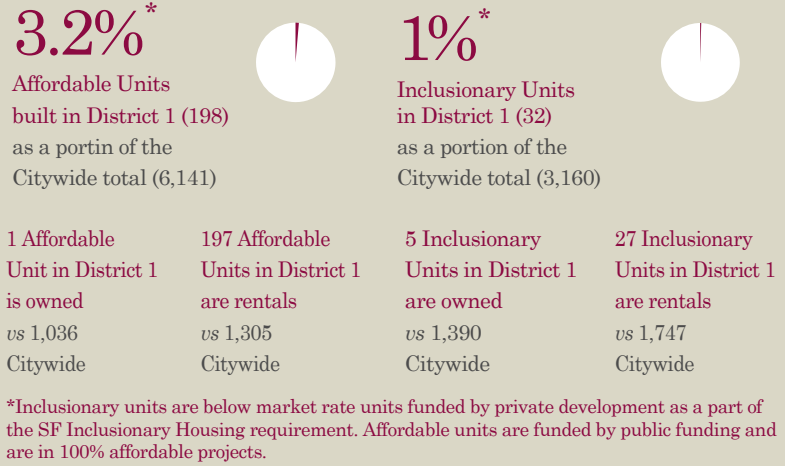 3.2%*
Affordable Units
built in District 1 (198)
as a portin of the
Citywide total (6,141)
1%*
Inclusionary Units
in District 1 (32)
as a portion of the
Citywide total (3,160)
1 Affordable
Unit in District 1
is owned
vs 1,036
Citywide
197 Affordable
Units in District 1
are rentals
vs 1,305
Citywide
5 Inclusionary
Units in District 1
are owned
vs 1,390
Citywide
27 Inclusionary
Units in District 1
are rentals
vs 1,747
Citywide
*Inclusionary units are below market rate units funded by private development as a part of
the SF Inclusionary Housing requirement. Affordable units are funded by public funding and
are in 100% affordable projects.